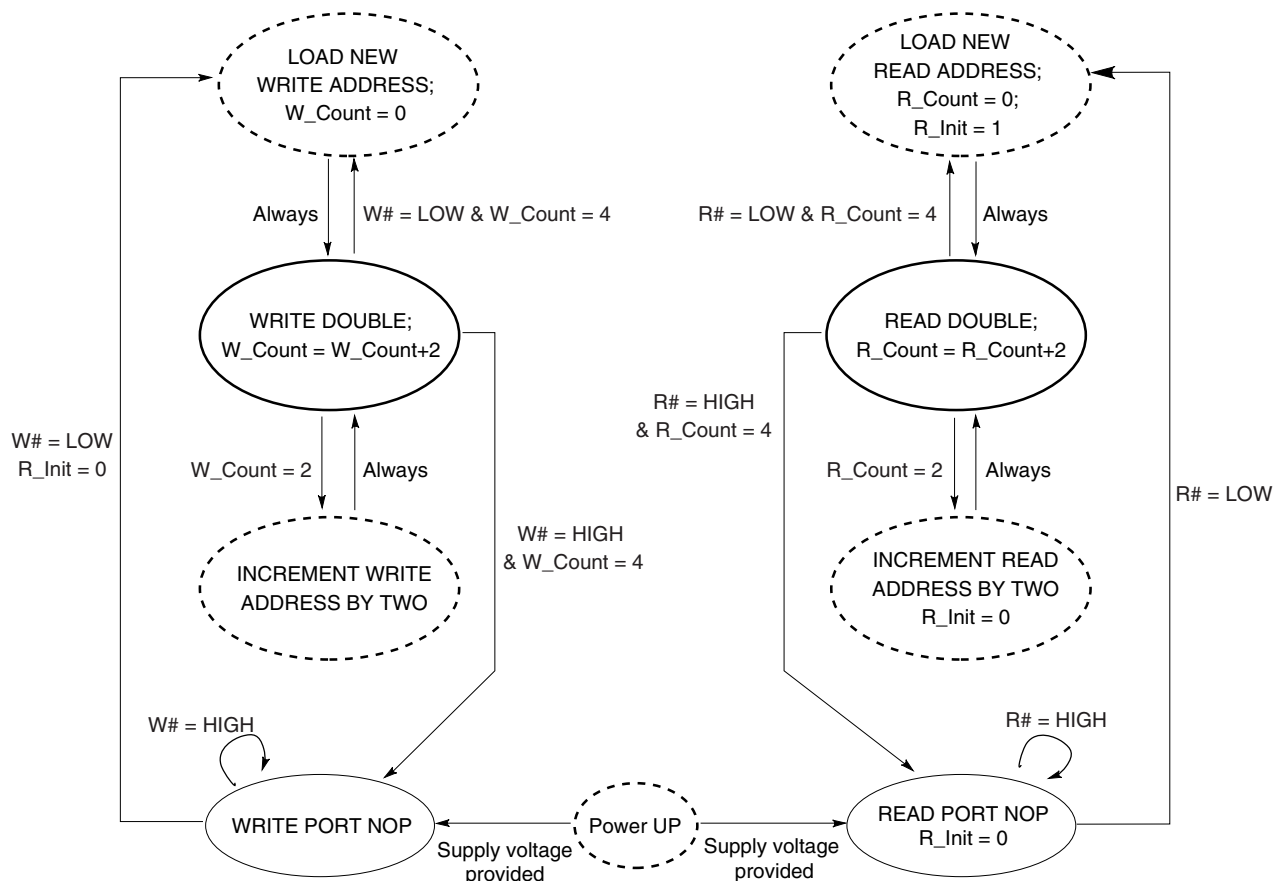 LOAD NEW
WRITE ADDRESS;
W_Count = 0
LOAD NEW
READ ADDRESS;
R_Count = 0;
R_Init = 1
Always
W# = LOW & W_Count = 4
R# = LOW & R_Count = 4
Always
WRITE DOUBLE;
W_Count = W_Count+2
READ DOUBLE;
R_Count = R_Count+2
W# = LOW
R_Init = 0
W_Count = 2
Always
W# = HIGH
& W_Count = 4
R# = HIGH
& R_Count = 4
R_Count = 2
Always
R# = LOW
INCREMENT WRITE
ADDRESS BY TWO
INCREMENT READ
ADDRESS BY TWO
R_Init = 0
W# = HIGH
R# = HIGH
WRITE PORT NOP
Power UP
READ PORT NOP
R_Init = 0
Supply voltage
provided
Supply voltage
provided